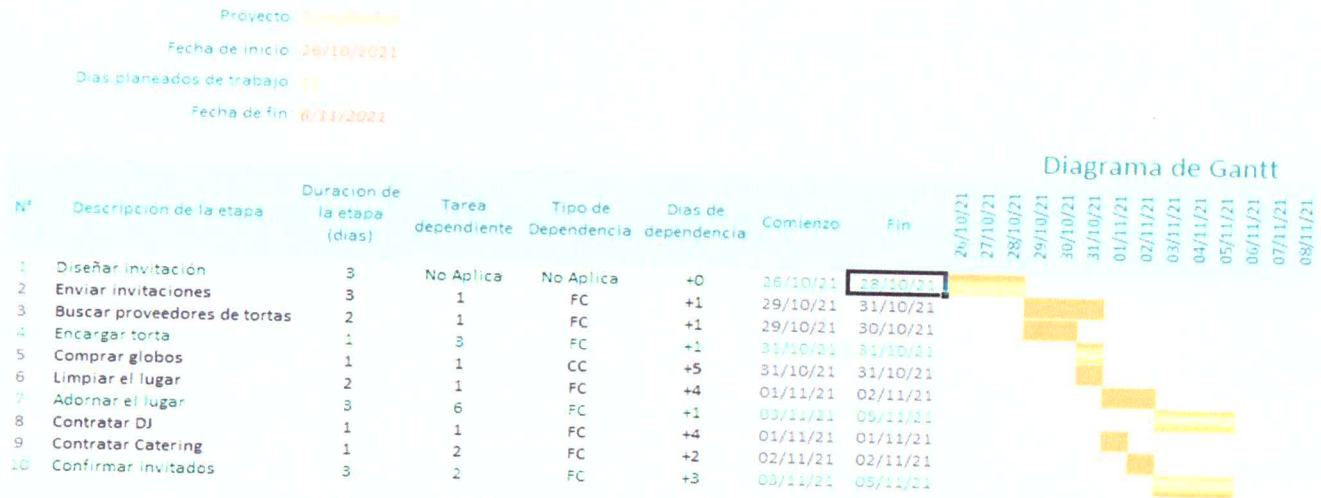 Proyecto
Fecha de inicio 26/10/2021
Dias planeados de trabajo
Fecha de fin 6/11/2021
Diagrama de Gantt
N° Descripción de la etapa Duracion de la etapa (dias) Tarea dependiente Tipo de Dependencia Dias de dependencia Comienzo Fin 26/10/21 27/10/21 28/10/21 29/10/21 30/10/21 31/10/21 01/11/21 02/11/21 03/11/21 04/11/21 05/11/21 06/11/21 07/11/21 08/11/21
1 Diseñar invitación 3 No Aplica No Aplica +0 26/10/21 28/10/21
2 Enviar invitaciones 3 1 FC +1 29/10/21 31/10/21
3 Buscar proveedores de tortas 2 1 FC +1 29/10/21 30/10/21
4 Encargar torta 1 3 FC +1 31/10/21 31/10/21
5 Comprar globos 1 1 CC +5 31/10/21 31/10/21
6 Limpiar el lugar 2 1 FC +4 01/11/21 02/11/21
7 Adornar el lugar 3 6 FC +1 03/11/21 05/11/21
8 Contratar DJ 1 1 FC +4 01/11/21 01/11/21
9 Contratar Catering 1 2 FC +2 02/11/21 02/11/21
10 Confirmar invitados 3 2 FC +3 03/11/21 05/11/21